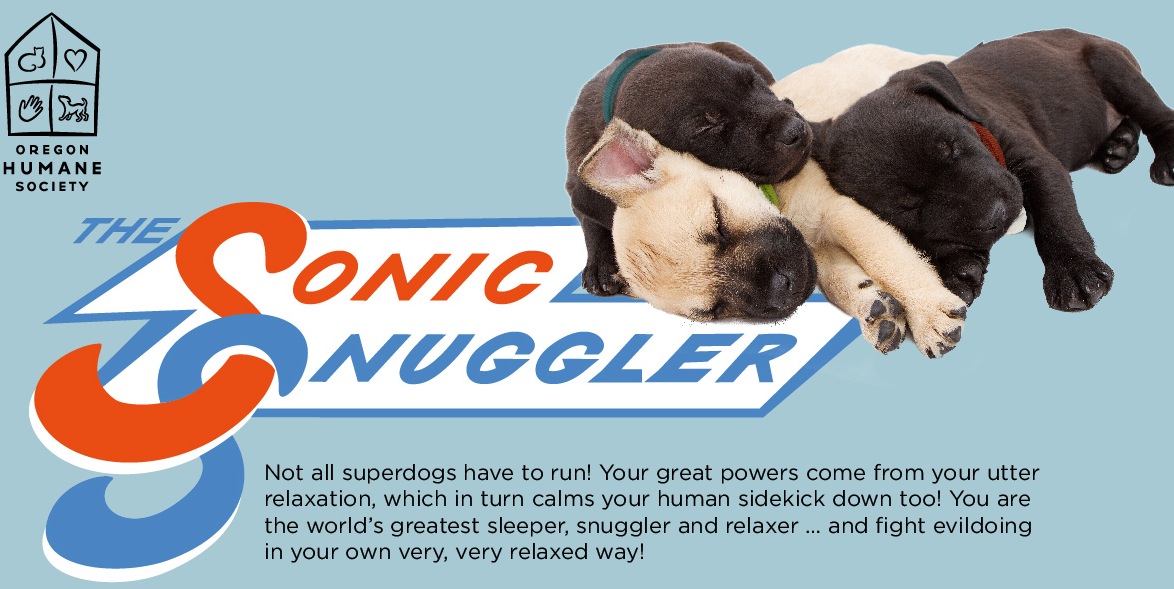 OREGON
HUMANE
SOCIETY
THE
SONIC
SNUGGLER
Not all superdogs have to run! Your great powers come from your utter
relaxation, which in turn calms your human sidekick down too! You are
the world’s greatest sleeper, snuggler and relaxer ... and fight evildoing
in your own very, very relaxed way!